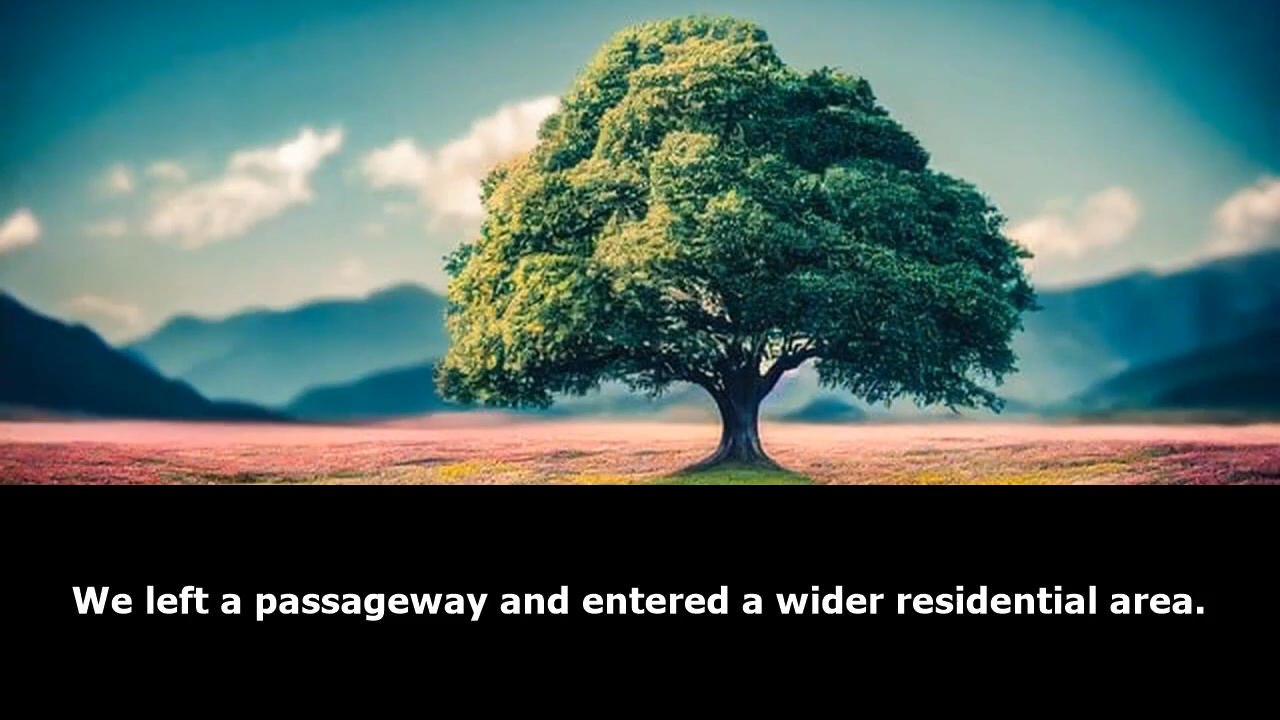 We left a passageway and entered a wider residential area.